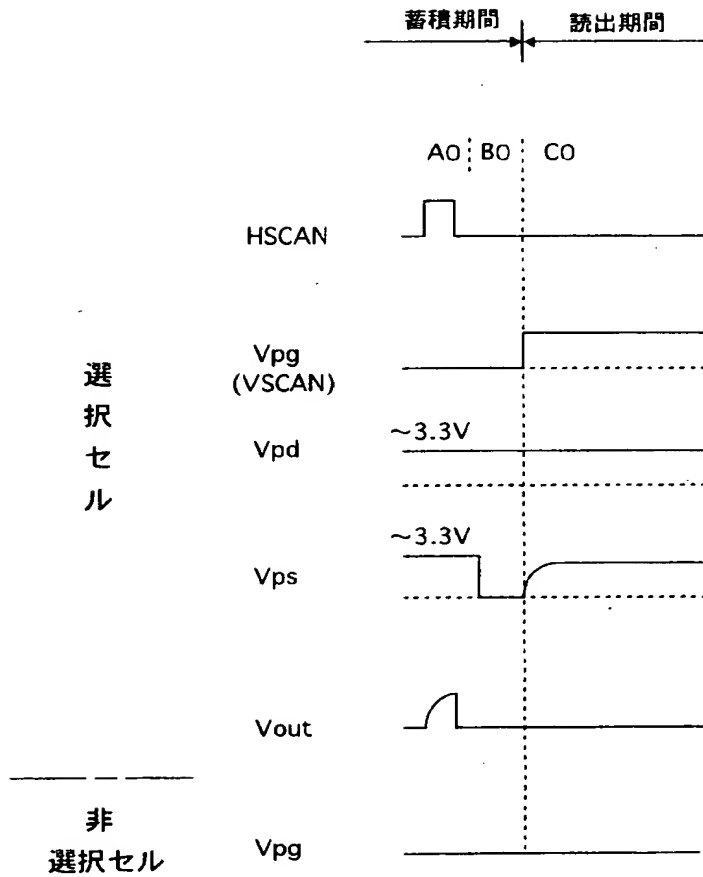 蓄積期間 読出期間
A0 B0 C0
HSCAN
Vpg
(VSCAN)
~3.3V
Vpd
~3.3V
Vps
Vout
選択セル
非
選択セル
Vpg